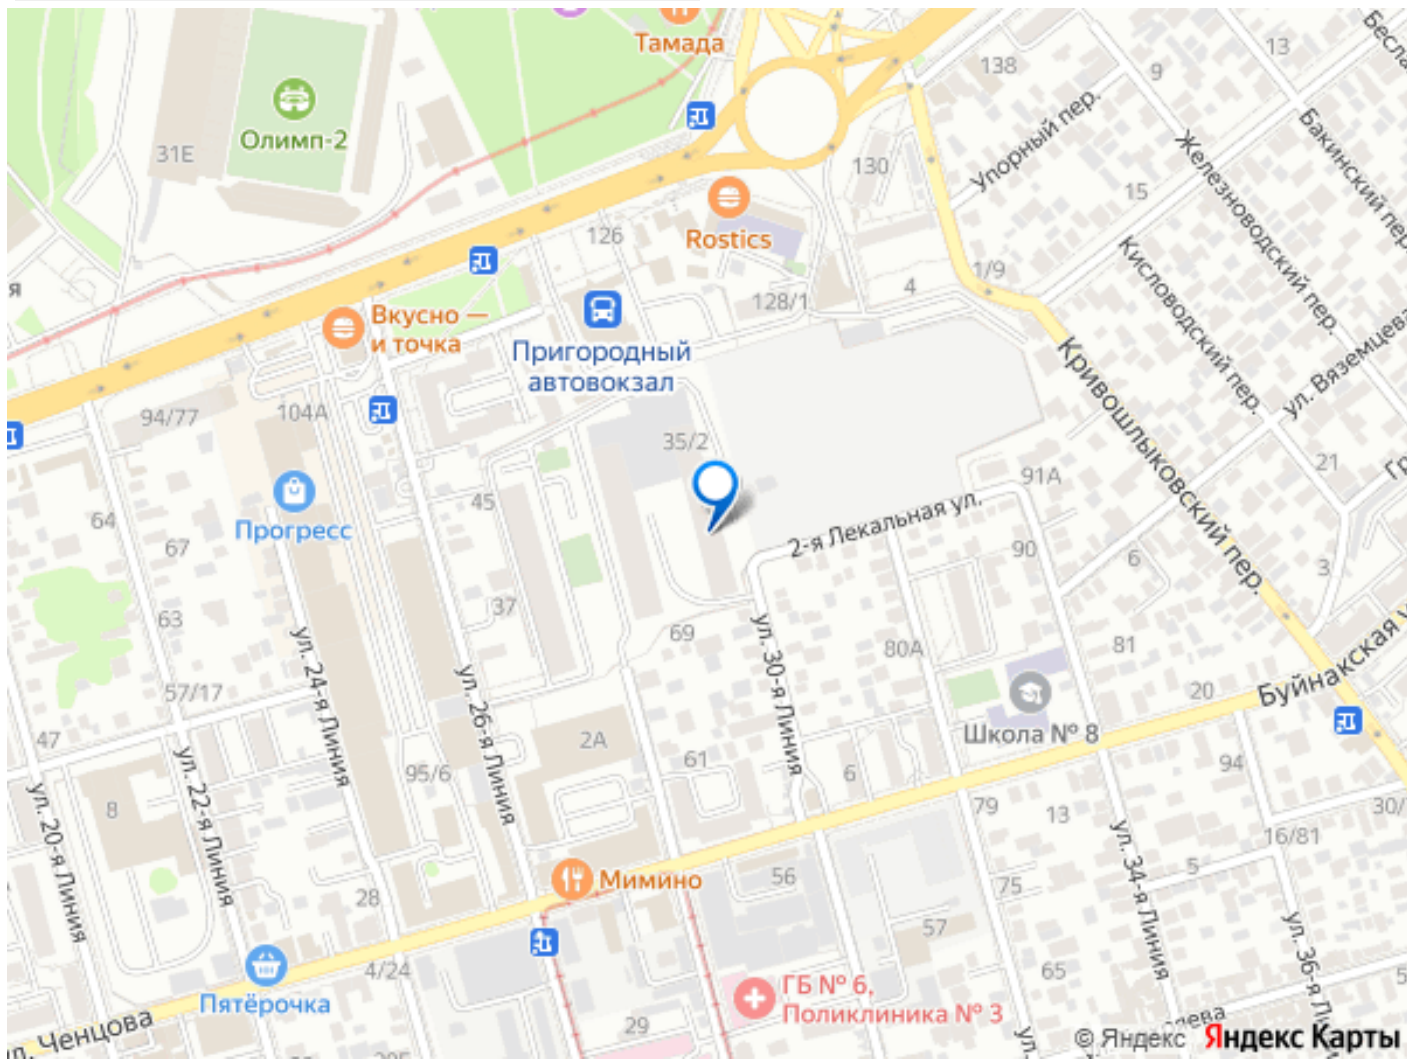 Тамада
138
13
9
Бесла
Олимп-2
31Е
Упорный пер.
Бакинский пер.
130
Железноводский пер.
15
Rostics
126
Кисловодский пер.
1/9
4
я
128/1
Вкусно —
и точка
Пригородный
автовокзал
ул. Вяземцева
Кривошлыковский пер.
94/77
104А
35/2
21
91А
Гр
45
64
Прогресс
2-я Лекальная ул.
67
90
6
3
37
63
69
80А
81
ул. 24-я Линия
ул. 30-я Линия
57/17
ул. 26-я Линия
20
Буйнакская у
Школа № 8
47
2А
61
6
94
95/6
ул. 22-я Линия
8
ул. 20-я Линия
79
13
30/
16/81
ул. 34-я Линия
5
Мимино
56
75
28
57
ул. 36-я Ли
4/24
65
5
Пятёрочка
ГБ № 6,
Поликлиника № 3
л. Ченцова
29
ул.
лева
© Яндекс Яндекс Карты